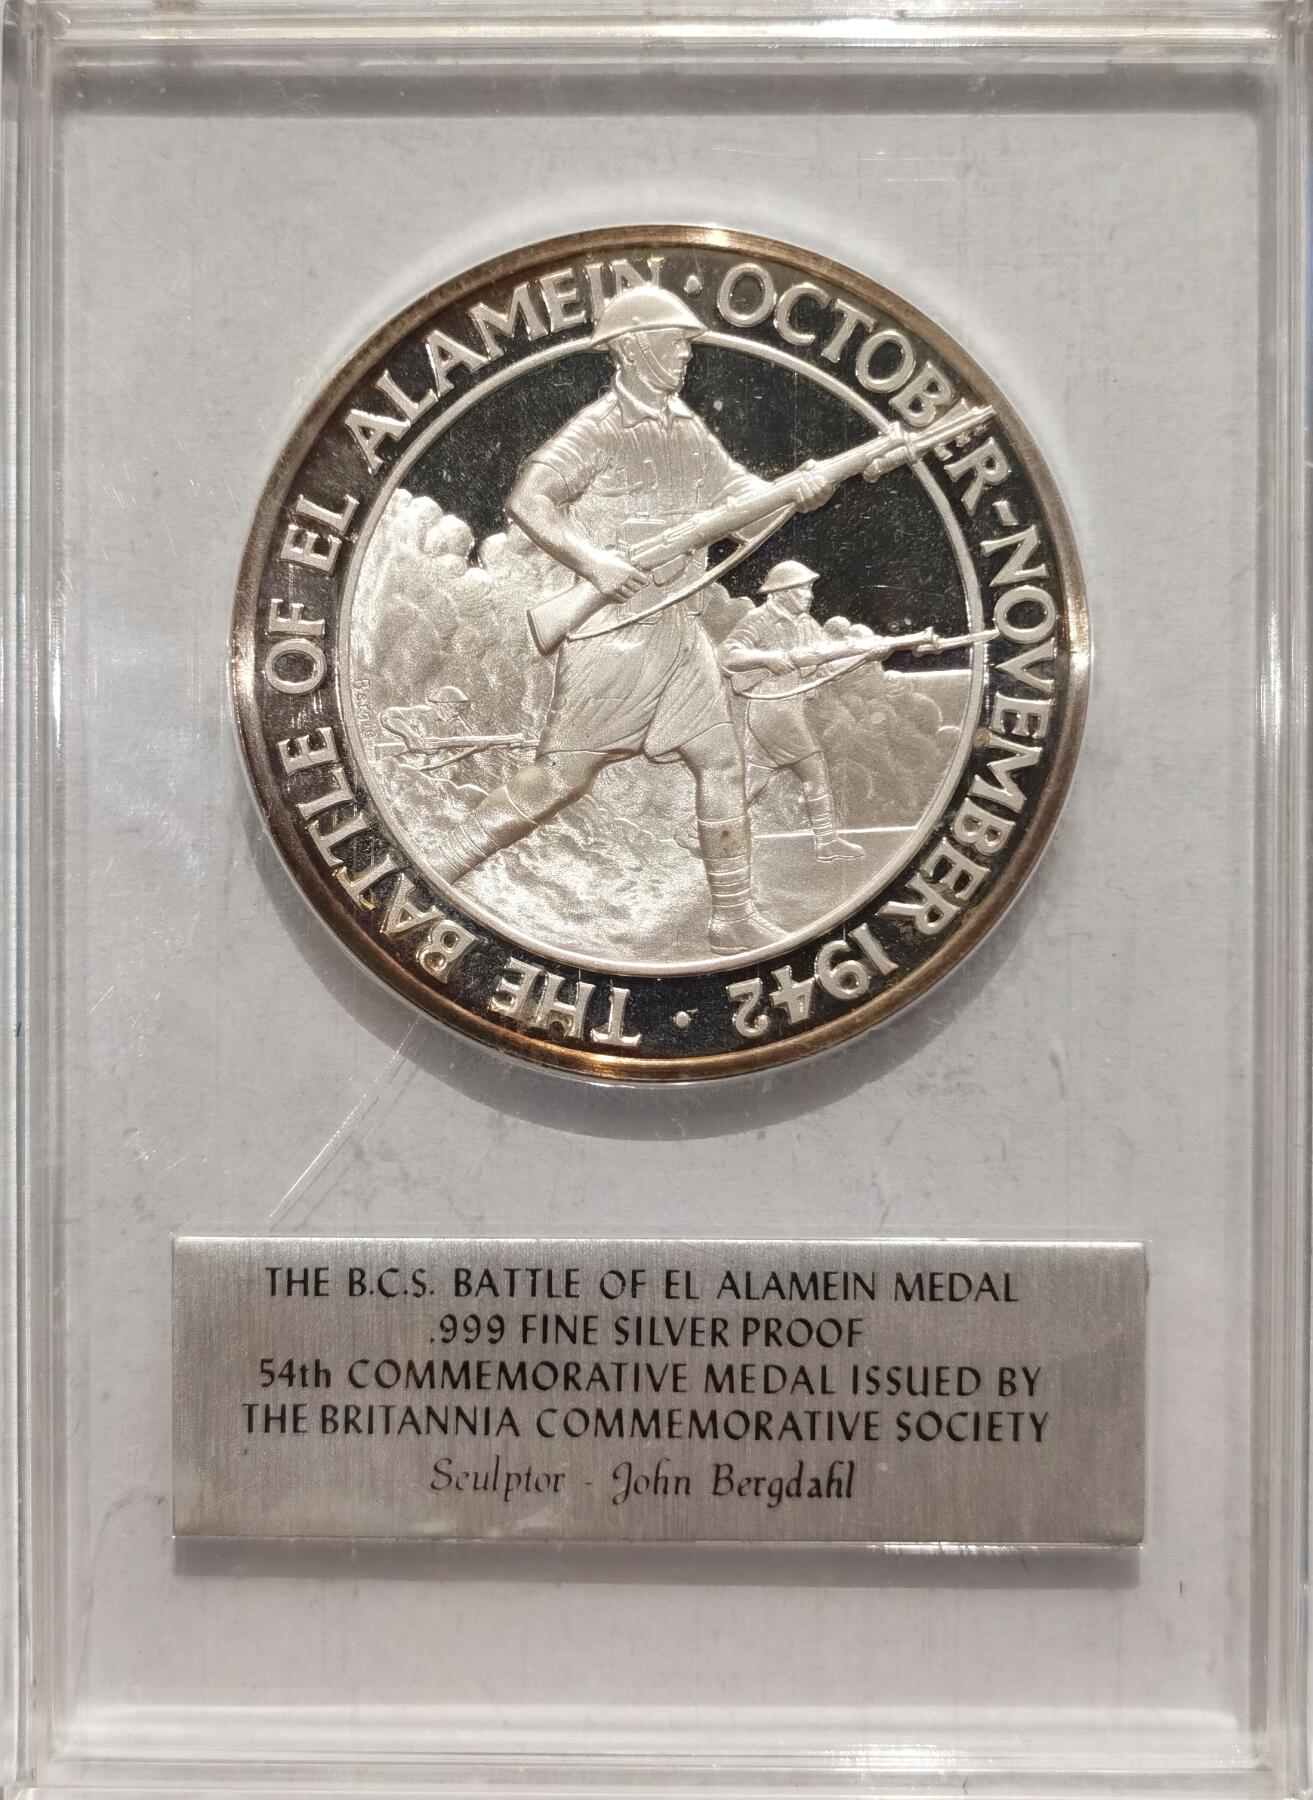 THE BATTLE OF EL ALAMEIN · OCTOBER-NOVEMBER 1942 ·
THE B.C.S. BATTLE OF EL ALAMEIN MEDAL
.999 FINE SILVER PROOF
54th COMMEMORATIVE MEDAL ISSUED BY
THE BRITANNIA COMMEMORATIVE SOCIETY
Sculptor - John Bergdahl